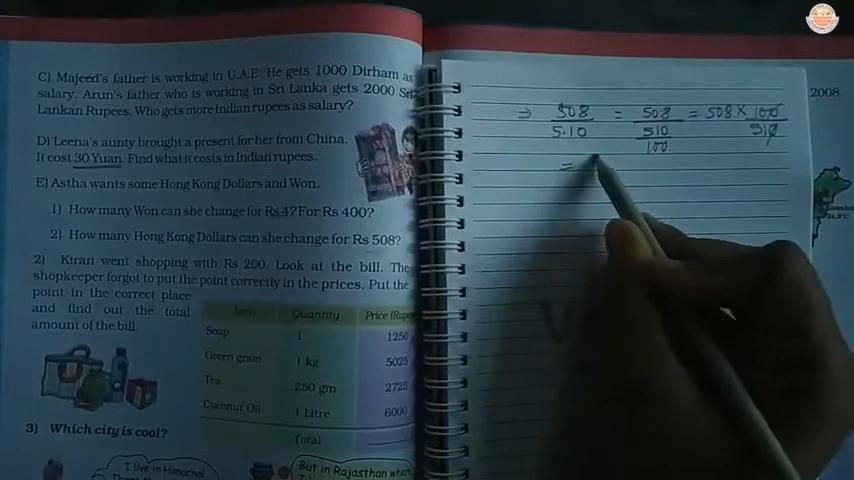 C) Majeed's father is working in U.A.E. He gets 1000 Dirham as
salary. Arun's father who is working in Sri Lanka gets 2000 Sri
Lankan Rupees. Who gets more Indian rupees as salary?
D) Leena's aunty brought a present for her from China.
It cost 30 Yuan. Find what it costs in Indian rupees.
E) Astha wants some Hong Kong Dollars and Won.
1) How many Won can she change for Rs 4? For Rs 400?
2) How many Hong Kong Dollars can she change for Rs 508?
2) Kiran went shopping with Rs 200. Look at the bill. The
shopkeeper forgot to put the point correctly in the prices. Put the
point in the correct place
and find out the total
amount of the bill.
Item Quantity Price (Rupe
Soap 1 1250
Green gram 1 kg 5025
Tea 250 gm 2725
Coconut Oil 1 Litre 6000
Total
3) Which city is cool?
I live in Himachal
But in Rajasthan where
⇒ 508/5.10 = 508/(510/100) = 508 × 100/510
=
2008.